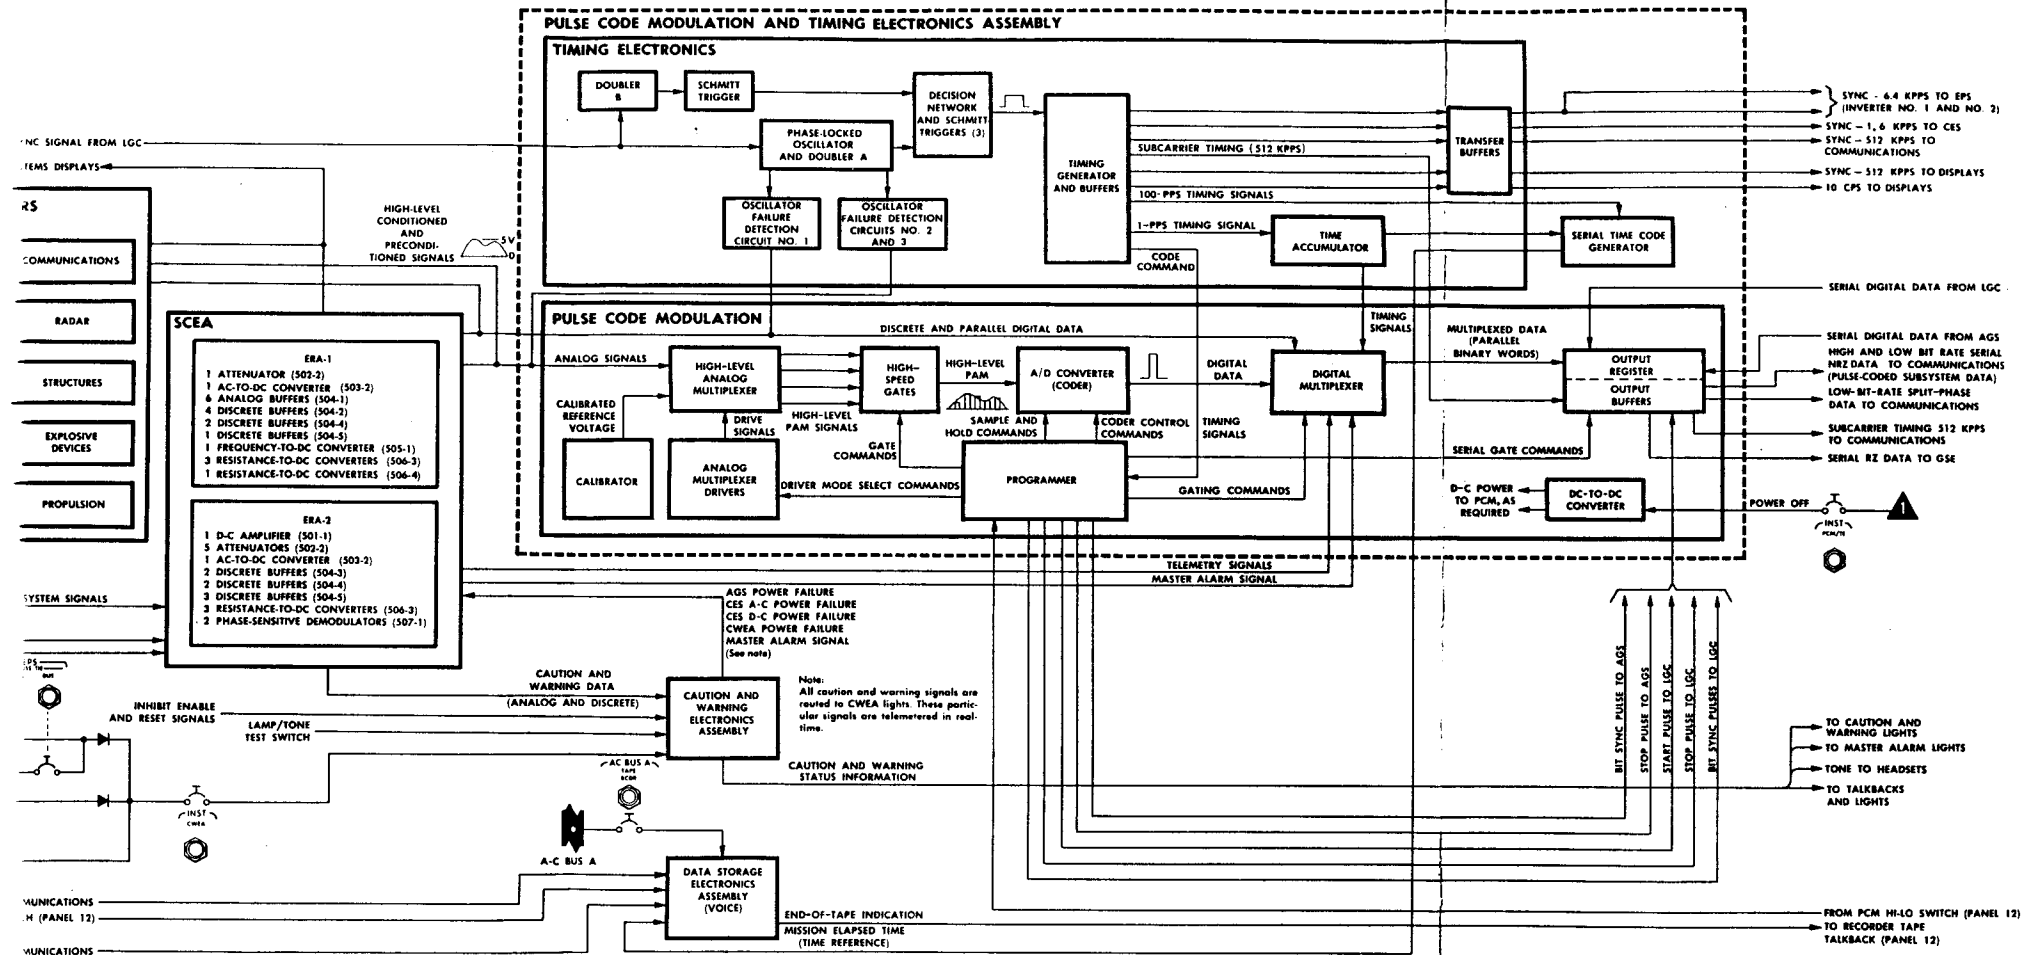 PULSE CODE MODULATION AND TIMING ELECTRONICS ASSEMBLY
TIMING ELECTRONICS
DOUBLER
B
SCHMITT
TRIGGER
DECISION
NETWORK
AND SCHMITT-
TRIGGERS (3)
PHASE-LOCKED
OSCILLATOR
AND DOUBLER A
OSCILLATOR
FAILURE
DETECTION
CIRCUIT NO. 1
OSCILLATOR
FAILURE DETECTION
CIRCUITS NO. 2
AND 3
TIMING
GENERATOR
AND BUFFERS
SUBCARRIER TIMING (512 KPPS)
100-PPS TIMING SIGNALS
1-PPS TIMING SIGNAL
CODE
COMMAND
TRANSFER
BUFFERS
TIME
ACCUMULATOR
SERIAL TIME CODE
GENERATOR
SYNC - 6.4 KPPS TO EPS
(INVERTER NO. 1 AND NO. 2)
SYNC - 1,6 KPPS TO CES
SYNC - 512 KPPS TO
COMMUNICATIONS
SYNC - 512 KPPS TO DISPLAYS
10 CPS TO DISPLAYS
NC SIGNAL FROM LGC
TEMS DISPLAYS
RS
COMMUNICATIONS
RADAR
STRUCTURES
EXPLOSIVE
DEVICES
PROPULSION
HIGH-LEVEL
CONDITIONED
AND
PRECONDI-
TIONED SIGNALS
5V
0
SCEA
ERA-1
1 ATTENUATOR (502-2)
1 AC-TO-DC CONVERTER (503-2)
6 ANALOG BUFFERS (504-1)
4 DISCRETE BUFFERS (504-2)
2 DISCRETE BUFFERS (504-4)
1 DISCRETE BUFFERS (504-5)
1 FREQUENCY-TO-DC CONVERTER (505-1)
3 RESISTANCE-TO-DC CONVERTERS (506-3)
1 RESISTANCE-TO-DC CONVERTERS (506-4)
ERA-2
1 D-C AMPLIFIER (501-1)
5 ATTENUATORS (502-2)
1 AC-TO-DC CONVERTER (503-2)
2 DISCRETE BUFFERS (504-3)
2 DISCRETE BUFFERS (504-4)
3 DISCRETE BUFFERS (504-5)
3 RESISTANCE-TO-DC CONVERTERS (506-3)
2 PHASE-SENSITIVE DEMODULATORS (507-1)
PULSE CODE MODULATION
DISCRETE AND PARALLEL DIGITAL DATA
TIMING
SIGNALS
ANALOG SIGNALS
HIGH-LEVEL
ANALOG
MULTIPLEXER
HIGH-
SPEED
GATES
HIGH-LEVEL
PAM
A/D CONVERTER
(CODER)
DIGITAL
DATA
DIGITAL
MULTIPLEXER
MULTIPLEXED DATA
(PARALLEL
BINARY WORDS)
OUTPUT
REGISTER
OUTPUT
BUFFERS
CALIBRATED
REFERENCE
VOLTAGE
DRIVE
SIGNALS
HIGH-LEVEL
PAM SIGNALS
SAMPLE AND
HOLD COMMANDS
CODER CONTROL
COMMANDS
TIMING
SIGNALS
GATE
COMMANDS
CALIBRATOR
ANALOG
MULTIPLEXER
DRIVERS
DRIVER MODE SELECT COMMANDS
PROGRAMMER
SERIAL GATE COMMANDS
GATING COMMANDS
D-C POWER
TO PCM, AS
REQUIRED
DC-TO-DC
CONVERTER
POWER OFF
INST
PCM/TE
1
SERIAL DIGITAL DATA FROM LGC
SERIAL DIGITAL DATA FROM AGS
HIGH AND LOW BIT RATE SERIAL
NRZ DATA TO COMMUNICATIONS
(PULSE-CODED SUBSYSTEM DATA)
LOW-BIT-RATE SPLIT-PHASE
DATA TO COMMUNICATIONS
SUBCARRIER TIMING 512 KPPS
TO COMMUNICATIONS
SERIAL RZ DATA TO GSE
TELEMETRY SIGNALS
MASTER ALARM SIGNAL
SYSTEM SIGNALS
AGS POWER FAILURE
CES A-C POWER FAILURE
CES D-C POWER FAILURE
CWEA POWER FAILURE
MASTER ALARM SIGNAL
(See note)
EPS
BUS
CAUTION AND
WARNING DATA
(ANALOG AND DISCRETE)
INHIBIT ENABLE
AND RESET SIGNALS
LAMP/TONE
TEST SWITCH
CAUTION AND
WARNING
ELECTRONICS
ASSEMBLY
Note:
All caution and warning signals are
routed to CWEA lights. These partic-
ular signals are telemetered in real-
time.
CAUTION AND WARNING
STATUS INFORMATION
INST
CWEA
AC BUS A
TAPE
RCDR
A-C BUS A
DATA STORAGE
ELECTRONICS
ASSEMBLY
(VOICE)
END-OF-TAPE INDICATION
MISSION ELAPSED TIME
(TIME REFERENCE)
MUNICATIONS
H (PANEL 12)
MUNICATIONS
BIT SYNC PULSE TO AGS
STOP PULSE TO AGS
START PULSE TO LGC
STOP PULSE TO LGC
BIT SYNC PULSES TO LGC
TO CAUTION AND
WARNING LIGHTS
TO MASTER ALARM LIGHTS
TONE TO HEADSETS
TO TALKBACKS
AND LIGHTS
FROM PCM HI-LO SWITCH (PANEL 12)
TO RECORDER TAPE
TALKBACK (PANEL 12)